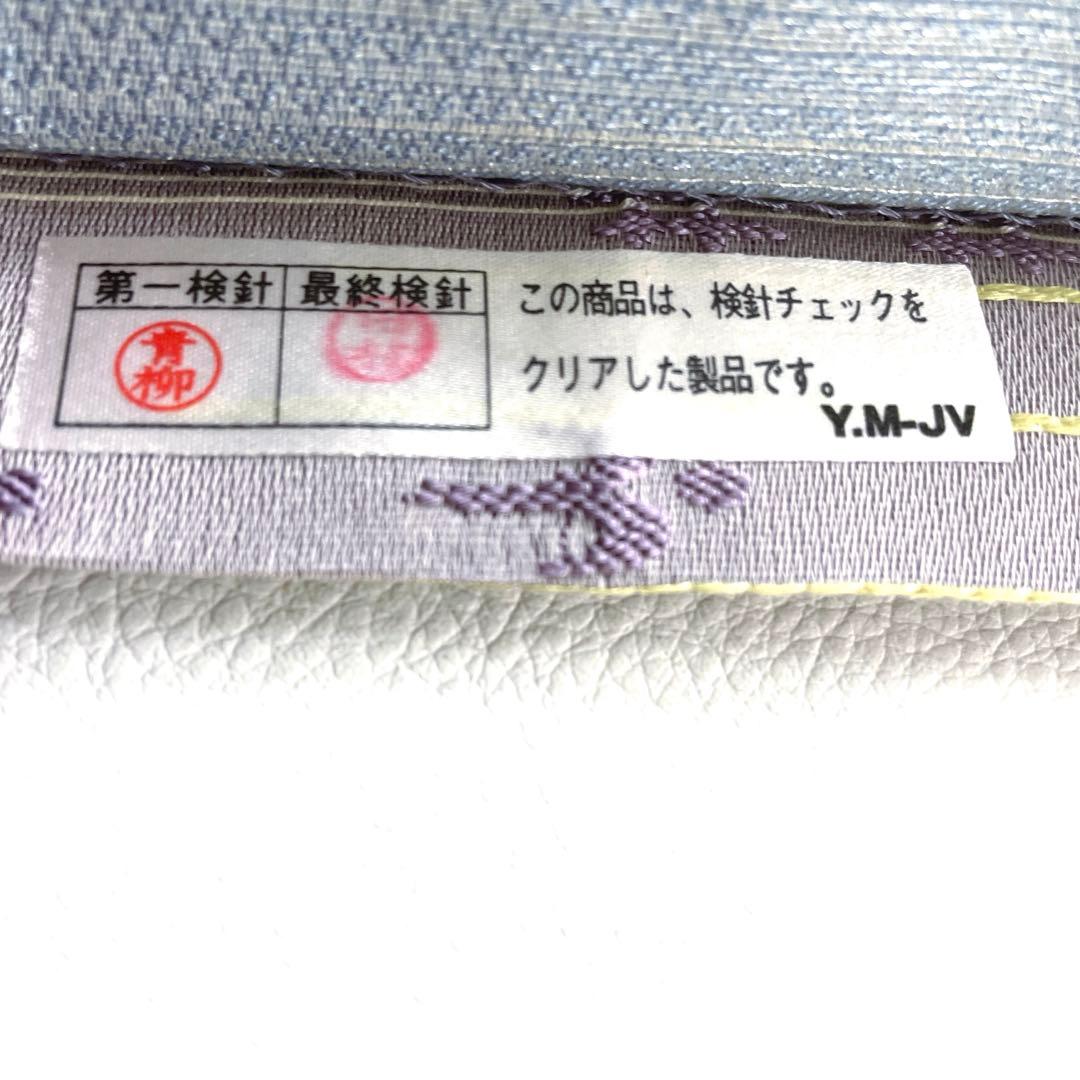 第一検針 最終検針
青柳
この商品は、検針チェックを
クリアした製品です。
Y.M-JV